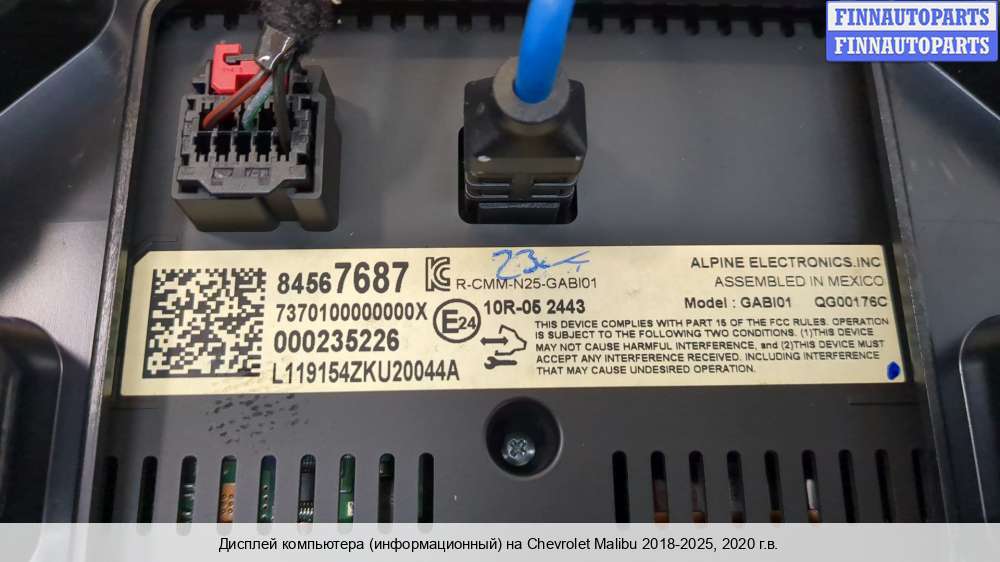 FINNAUTOPARTS
FINNAUTOPARTS
84567687
R-CMM-N25-GABI01
7370100000000X
10R-05 2443
000235226
E24
L119154ZKU20044A
ALPINE ELECTRONICS.INC
ASSEMBLED IN MEXICO
Model : GABI01 QG00176C
THIS DEVICE COMPLIES WITH PART 15 OF THE FCC RULES. OPERATION
IS SUBJECT TO THE FOLLOWING TWO CONDITIONS. (1)THIS DEVICE
MAY NOT CAUSE HARMFUL INTERFERENCE, and (2)THIS DEVICE MUST
ACCEPT ANY INTERFERENCE RECEIVED. INCLUDING INTERFERENCE
THAT MAY CAUSE UNDESIRED OPERATION.
Дисплей компьютера (информационный) на Chevrolet Malibu 2018-2025, 2020 г.в.